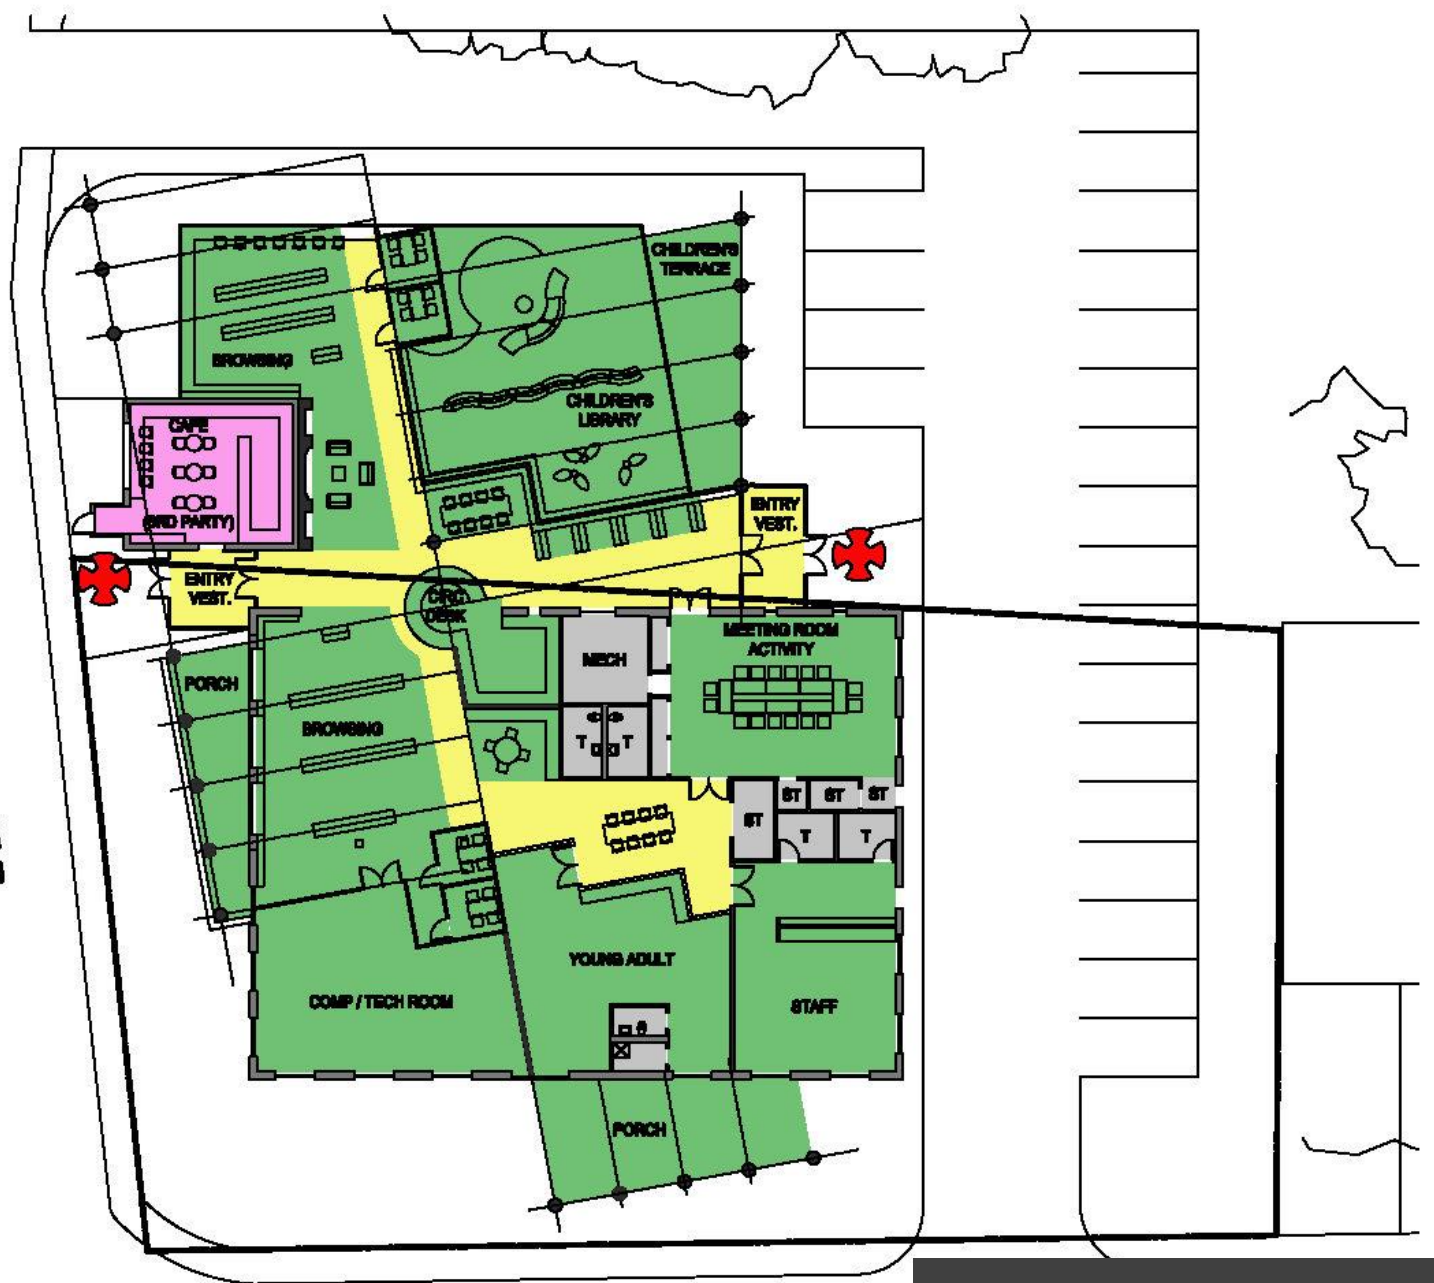 CHILDREN'S
TERRACE
BROWSING
CHILDREN'S
LIBRARY
CAFE
(3RD PARTY)
ENTRY
VEST.
ENTRY
VEST.
CIRC
DESK
MEETING ROOM
ACTIVITY
MECH
PORCH
BROWSING
T
T
ST
ST
ST
ST
T
T
YOUNG ADULT
COMP / TECH ROOM
STAFF
S
PORCH